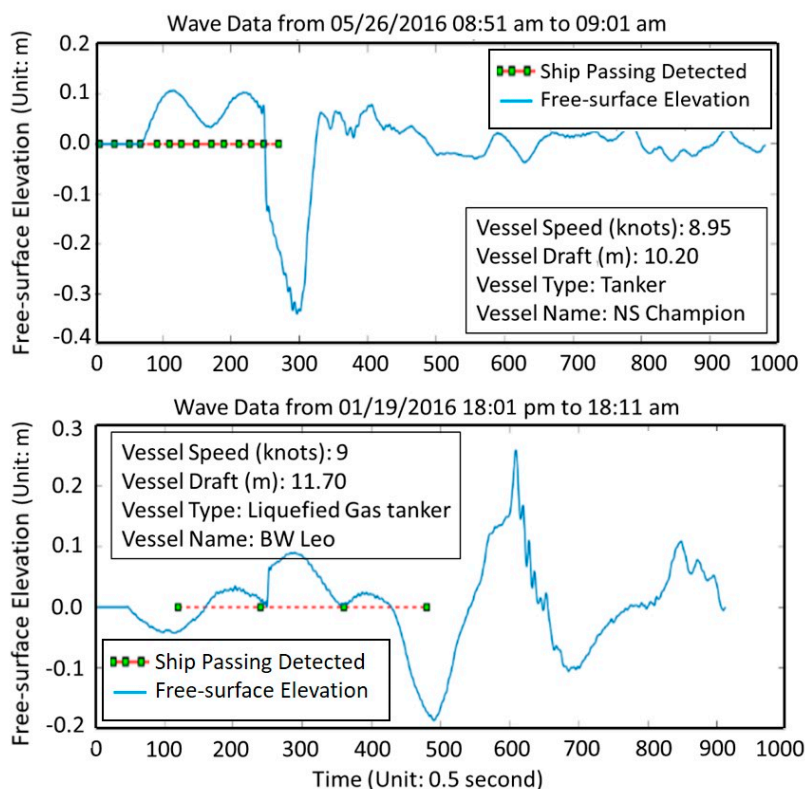 Wave Data from 05/26/2016 08:51 am to 09:01 am
Free-surface Elevation (Unit: m)
0.2
0.1
0.0
-0.1
-0.2
-0.3
-0.4
Ship Passing Detected
Free-surface Elevation
Vessel Speed (knots): 8.95
Vessel Draft (m): 10.20
Vessel Type: Tanker
Vessel Name: NS Champion
0 100 200 300 400 500 600 700 800 900 1000
Wave Data from 01/19/2016 18:01 pm to 18:11 am
Free-surface Elevation (Unit: m)
0.3
0.2
0.1
0.0
-0.1
-0.2
Vessel Speed (knots): 9
Vessel Draft (m): 11.70
Vessel Type: Liquefied Gas tanker
Vessel Name: BW Leo
Ship Passing Detected
Free-surface Elevation
0 100 200 300 400 500 600 700 800 900 1000
Time (Unit: 0.5 second)